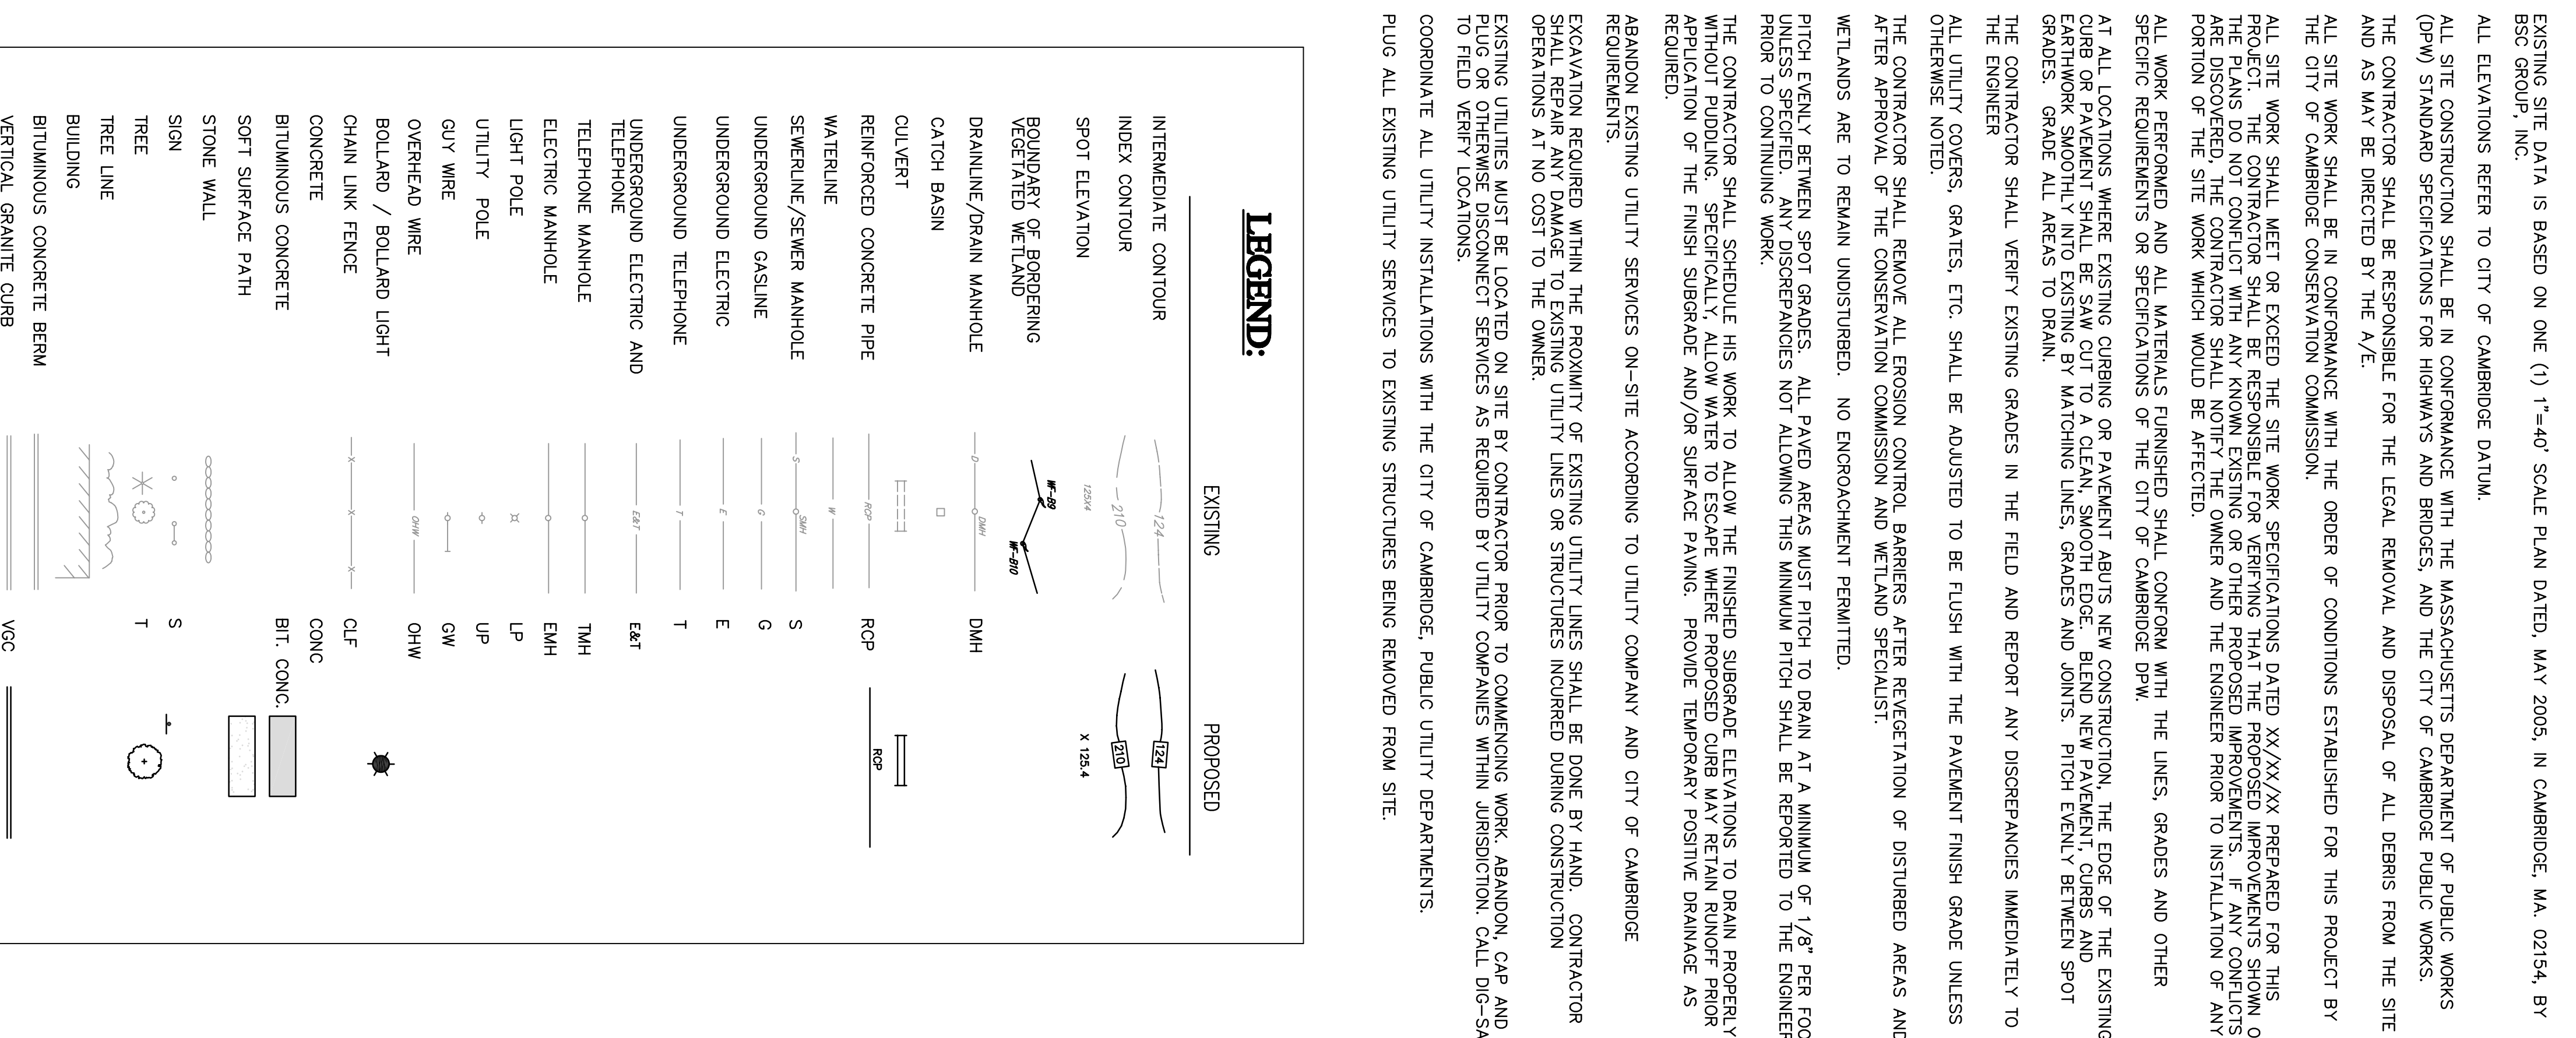 EXISTING SITE DATA IS BASED ON ONE (1) 1"=40' SCALE PLAN DATED, MAY 2005, IN CAMBRIDGE, MA. 02154, BY
BSC GROUP, INC.
ALL ELEVATIONS REFER TO CITY OF CAMBRIDGE DATUM.
ALL SITE CONSTRUCTION SHALL BE IN CONFORMANCE WITH THE MASSACHUSETTS DEPARTMENT OF PUBLIC WORKS
(DPW) STANDARD SPECIFICATIONS FOR HIGHWAYS AND BRIDGES, AND THE CITY OF CAMBRIDGE PUBLIC WORKS.
THE CONTRACTOR SHALL BE RESPONSIBLE FOR THE LEGAL REMOVAL AND DISPOSAL OF ALL DEBRIS FROM THE SITE
AND AS MAY BE DIRECTED BY THE A/E.
ALL SITE WORK SHALL BE IN CONFORMANCE WITH THE ORDER OF CONDITIONS ESTABLISHED FOR THIS PROJECT BY
THE CITY OF CAMBRIDGE CONSERVATION COMMISSION.
ALL SITE WORK SHALL MEET OR EXCEED THE SITE WORK SPECIFICATIONS DATED XX/XX/XX PREPARED FOR THIS
PROJECT. THE CONTRACTOR SHALL BE RESPONSIBLE FOR VERIFYING THAT THE PROPOSED IMPROVEMENTS SHOWN O
THE PLANS DO NOT CONFLICT WITH ANY KNOWN EXISTING OR OTHER PROPOSED IMPROVEMENTS. IF ANY CONFLICTS
ARE DISCOVERED, THE CONTRACTOR SHALL NOTIFY THE OWNER AND THE ENGINEER PRIOR TO INSTALLATION OF ANY
PORTION OF THE SITE WORK WHICH WOULD BE AFFECTED.
ALL WORK PERFORMED AND ALL MATERIALS FURNISHED SHALL CONFORM WITH THE LINES, GRADES AND OTHER
SPECIFIC REQUIREMENTS OR SPECIFICATIONS OF THE CITY OF CAMBRIDGE DPW.
AT ALL LOCATIONS WHERE EXISTING CURBING OR PAVEMENT ABUTS NEW CONSTRUCTION, THE EDGE OF THE EXISTING
CURB OR PAVEMENT SHALL BE SAW CUT TO A CLEAN, SMOOTH EDGE. BLEND NEW PAVEMENT, CURBS AND
EARTHWORK SMOOTHLY INTO EXISTING BY MATCHING LINES, GRADES AND JOINTS. PITCH EVENLY BETWEEN SPOT
GRADES. GRADE ALL AREAS TO DRAIN.
THE CONTRACTOR SHALL VERIFY EXISTING GRADES IN THE FIELD AND REPORT ANY DISCREPANCIES IMMEDIATELY TO
THE ENGINEER
ALL UTILITY COVERS, GRATES, ETC. SHALL BE ADJUSTED TO BE FLUSH WITH THE PAVEMENT FINISH GRADE UNLESS
OTHERWISE NOTED.
THE CONTRACTOR SHALL REMOVE ALL EROSION CONTROL BARRIERS AFTER REVEGETATION OF DISTURBED AREAS AND
AFTER APPROVAL OF THE CONSERVATION COMMISSION AND WETLAND SPECIALIST.
WETLANDS ARE TO REMAIN UNDISTURBED. NO ENCROACHMENT PERMITTED.
PITCH EVENLY BETWEEN SPOT GRADES. ALL PAVED AREAS MUST PITCH TO DRAIN AT A MINIMUM OF 1/8" PER FOO
UNLESS SPECIFIED. ANY DISCREPANCIES NOT ALLOWING THIS MINIMUM PITCH SHALL BE REPORTED TO THE ENGINEER
PRIOR TO CONTINUING WORK.
THE CONTRACTOR SHALL SCHEDULE HIS WORK TO ALLOW THE FINISHED SUBGRADE ELEVATIONS TO DRAIN PROPERLY
WITHOUT PUDDLING. SPECIFICALLY, ALLOW WATER TO ESCAPE WHERE PROPOSED CURB MAY RETAIN RUNOFF PRIOR
APPLICATION OF THE FINISH SUBGRADE AND/OR SURFACE PAVING. PROVIDE TEMPORARY POSITIVE DRAINAGE AS
REQUIRED.
ABANDON EXISTING UTILITY SERVICES ON-SITE ACCORDING TO UTILITY COMPANY AND CITY OF CAMBRIDGE
REQUIREMENTS.
EXCAVATION REQUIRED WITHIN THE PROXIMITY OF EXISTING UTILITY LINES SHALL BE DONE BY HAND. CONTRACTOR
SHALL REPAIR ANY DAMAGE TO EXISTING UTILITY LINES OR STRUCTURES INCURRED DURING CONSTRUCTION
OPERATIONS AT NO COST TO THE OWNER.
EXISTING UTILITIES MUST BE LOCATED ON SITE BY CONTRACTOR PRIOR TO COMMENCING WORK. ABANDON, CAP AND
PLUG OR OTHERWISE DISCONNECT SERVICES AS REQUIRED BY UTILITY COMPANIES WITHIN JURISDICTION. CALL DIG-SA
TO FIELD VERIFY LOCATIONS.
COORDINATE ALL UTILITY INSTALLATIONS WITH THE CITY OF CAMBRIDGE, PUBLIC UTILITY DEPARTMENTS.
PLUG ALL EXISTING UTILITY SERVICES TO EXISTING STRUCTURES BEING REMOVED FROM SITE.
LEGEND:
EXISTING PROPOSED
INTERMEDIATE CONTOUR 124 124
INDEX CONTOUR 210 210
SPOT ELEVATION 125X4 X 125.4
BOUNDARY OF BORDERING WF-B9
VEGETATED WETLAND WF-B10
DRAINLINE/DRAIN MANHOLE D DMH DMH
CATCH BASIN
CULVERT
REINFORCED CONCRETE PIPE RCP RCP RCP
WATERLINE W
SEWERLINE/SEWER MANHOLE S SMH S
UNDERGROUND GASLINE G G
UNDERGROUND ELECTRIC E E
UNDERGROUND TELEPHONE T T
UNDERGROUND ELECTRIC AND E&T E&T
TELEPHONE
TELEPHONE MANHOLE TMH
ELECTRIC MANHOLE EMH
LIGHT POLE LP
UTILITY POLE UP
GUY WIRE GW
OVERHEAD WIRE OHW OHW
BOLLARD / BOLLARD LIGHT
CHAIN LINK FENCE X X X CLF
CONCRETE CONC
BITUMINOUS CONCRETE BIT. CONC.
SOFT SURFACE PATH
STONE WALL
SIGN S
TREE T
TREE LINE
BUILDING
BITUMINOUS CONCRETE BERM
VERTICAL GRANITE CURB VGC